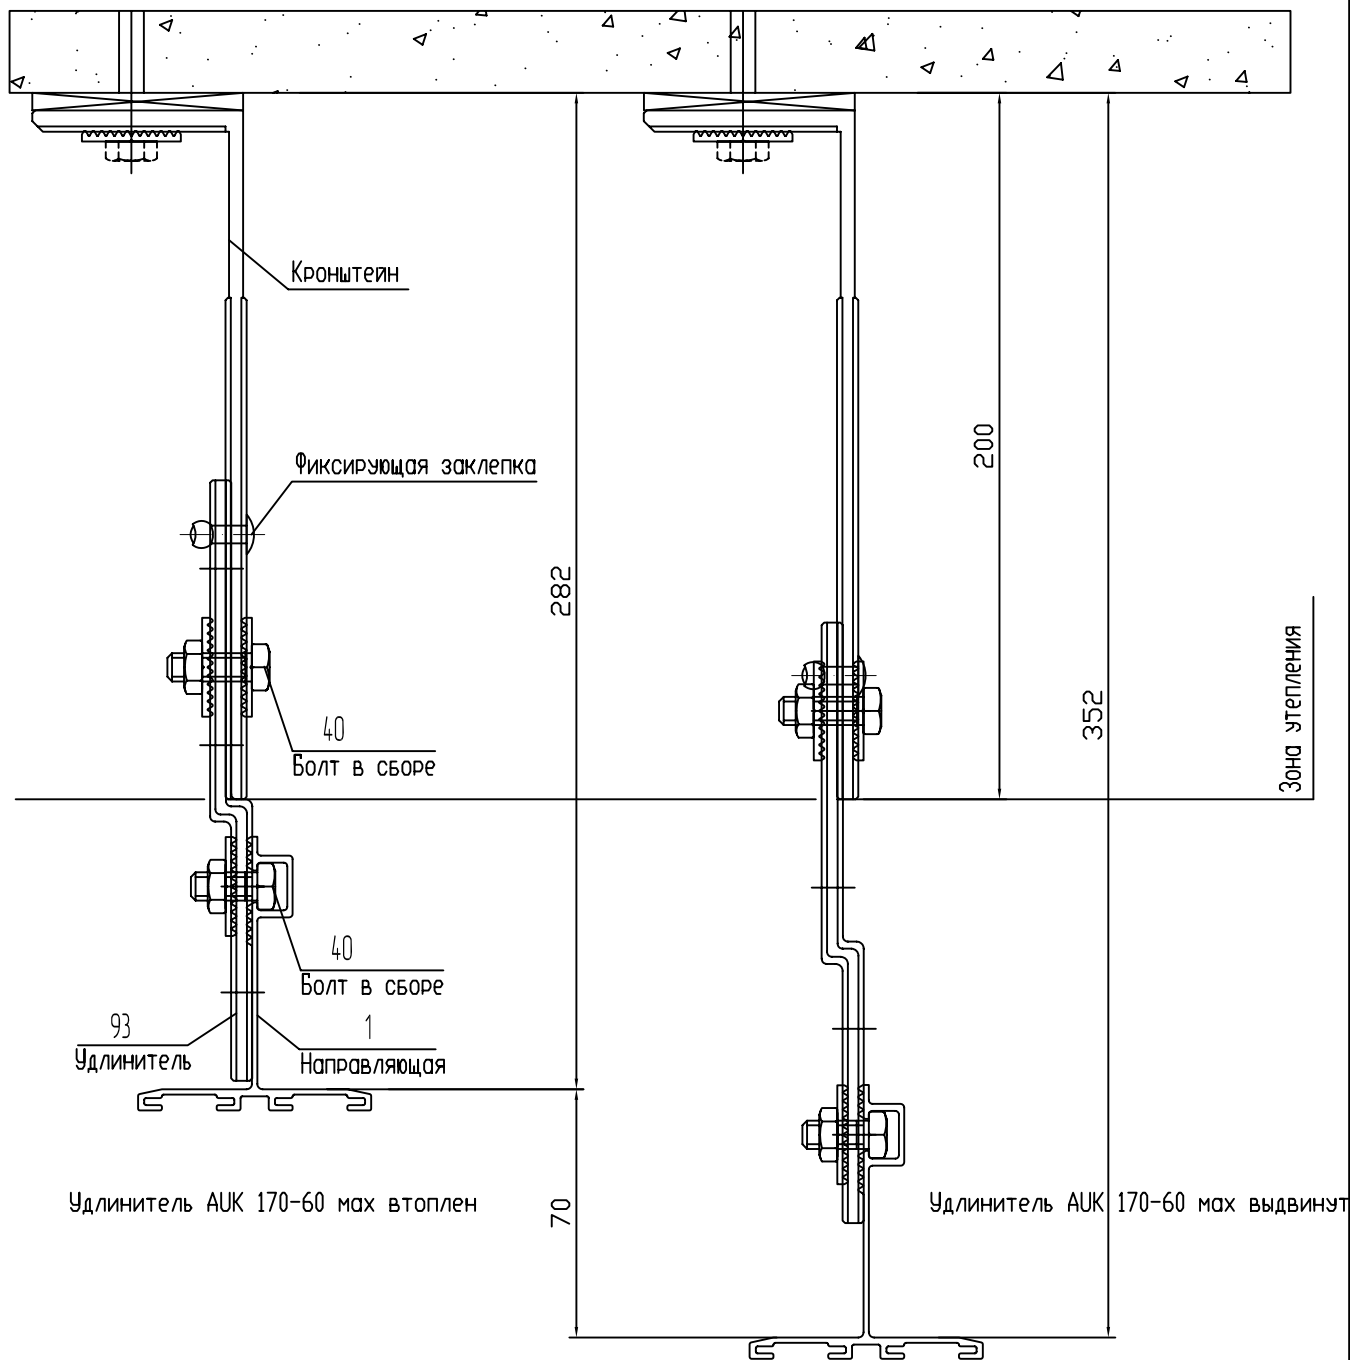 Кронштейн
Фиксирующая заклепка
200
282
352
Зона утепления
40
Болт в сборе
40
Болт в сборе
93
Удлинитель
1
Направляющая
Удлинитель AUK 170-60 мах втоплен
70
Удлинитель AUK 170-60 мах выдвинут